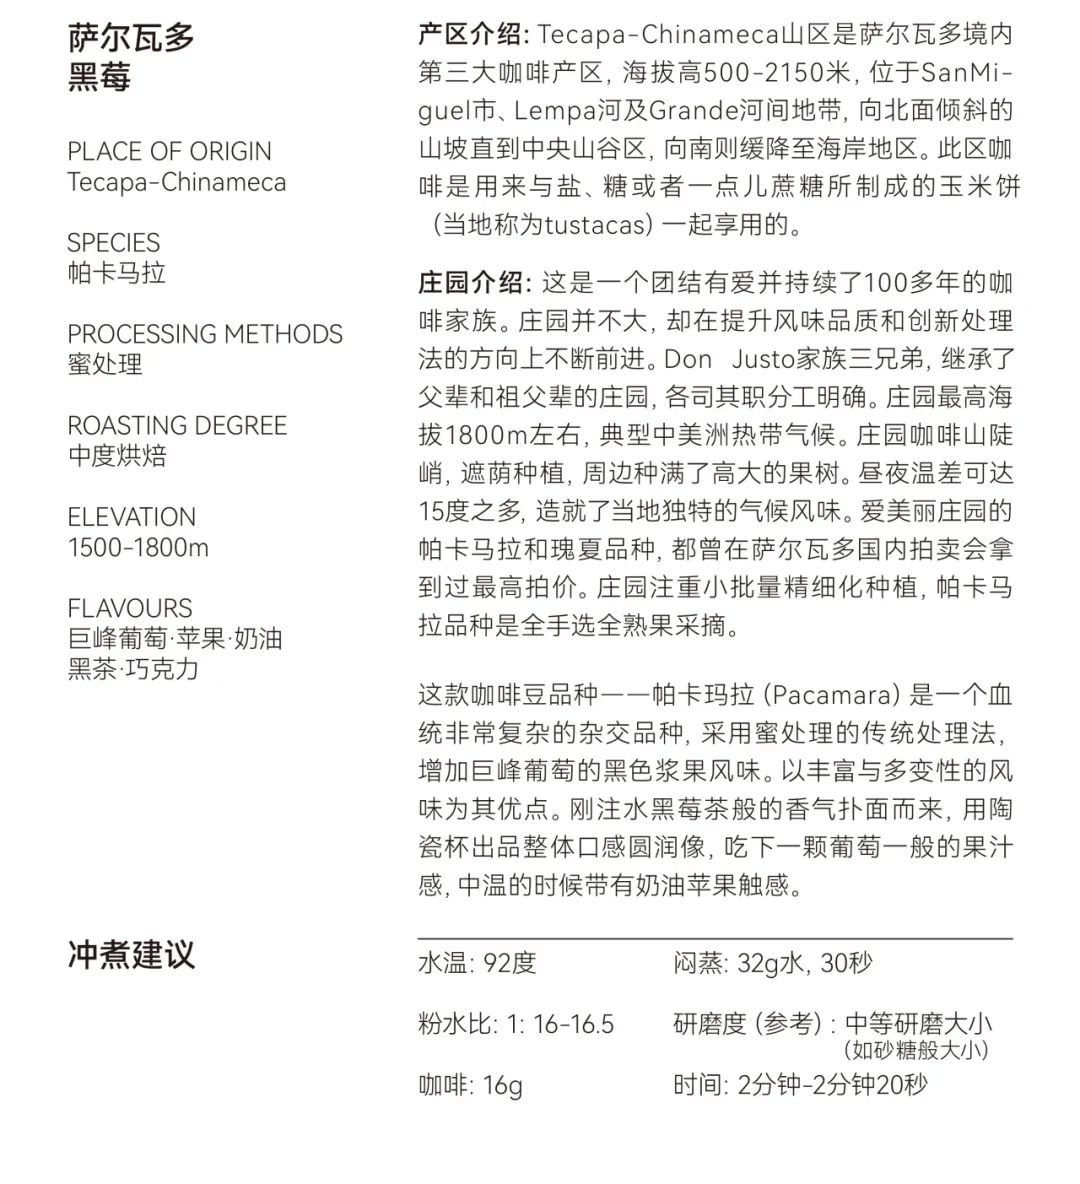 萨尔瓦多
黑莓
PLACE OF ORIGIN
Tecapa-Chinameca
SPECIES
帕卡马拉
PROCESSING METHODS
蜜处理
ROASTING DEGREE
中度烘焙
ELEVATION
1500-1800m
FLAVOURS
巨峰葡萄·苹果·奶油
黑茶·巧克力
产区介绍: Tecapa-Chinameca山区是萨尔瓦多境内
第三大咖啡产区, 海拔高500-2150米, 位于SanMi-
guel市、Lempa河及Grande河间地带, 向北面倾斜的
山坡直到中央山谷区, 向南则缓降至海岸地区。此区咖
啡是用来与盐、糖或者一点儿蔗糖所制成的玉米饼
(当地称为tustacas) 一起享用的。
庄园介绍: 这是一个团结有爱并持续了100多年的咖
啡家族。庄园并不大, 却在提升风味品质和创新处理
法的方向上不断前进。Don Justo家族三兄弟, 继承了
父辈和祖父辈的庄园, 各司其职分工明确。庄园最高海
拔1800m左右, 典型中美洲热带气候。庄园咖啡山陡
峭, 遮荫种植, 周边种满了高大的果树。昼夜温差可达
15度之多, 造就了当地独特的气候风味。爱美丽庄园的
帕卡马拉和瑰夏品种, 都曾在萨尔瓦多国内拍卖会拿
到过最高拍价。庄园注重小批量精细化种植, 帕卡马
拉品种是全手选全熟果采摘。
这款咖啡豆品种——帕卡玛拉 (Pacamara) 是一个血
统非常复杂的杂交品种, 采用蜜处理的传统处理法,
增加巨峰葡萄的黑色浆果风味。以丰富与多变性的风
味为其优点。刚注水黑莓茶般的香气扑面而来, 用陶
瓷杯出品整体口感圆润像, 吃下一颗葡萄一般的果汁
感, 中温的时候带有奶油苹果触感。
冲煮建议
水温: 92度
闷蒸: 32g水, 30秒
粉水比: 1: 16-16.5
研磨度 (参考) : 中等研磨大小
(如砂糖般大小)
咖啡: 16g
时间: 2分钟-2分钟20秒